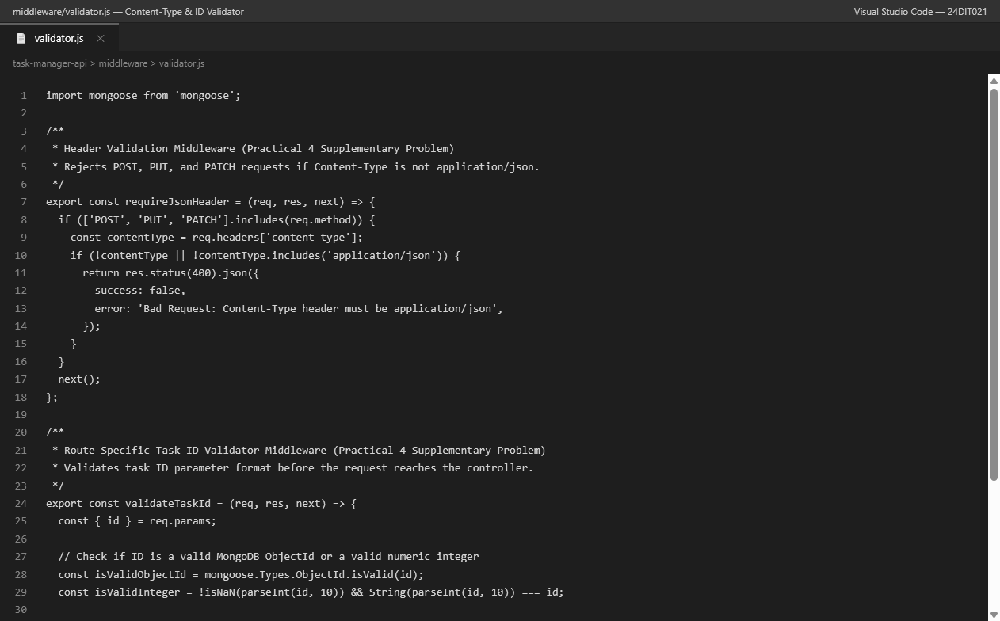 middleware/validator.js — Content-Type & ID Validator
Visual Studio Code — 24DIT021
validator.js
task-manager-api > middleware > validator.js
1 import mongoose from 'mongoose';
2
3 /**
4  * Header Validation Middleware (Practical 4 Supplementary Problem)
5  * Rejects POST, PUT, and PATCH requests if Content-Type is not application/json.
6  */
7 export const requireJsonHeader = (req, res, next) => {
8   if (['POST', 'PUT', 'PATCH'].includes(req.method)) {
9     const contentType = req.headers['content-type'];
10     if (!contentType || !contentType.includes('application/json')) {
11       return res.status(400).json({
12         success: false,
13         error: 'Bad Request: Content-Type header must be application/json',
14       });
15     }
16   }
17   next();
18 };
19
20 /**
21  * Route-Specific Task ID Validator Middleware (Practical 4 Supplementary Problem)
22  * Validates task ID parameter format before the request reaches the controller.
23  */
24 export const validateTaskId = (req, res, next) => {
25   const { id } = req.params;
26
27   // Check if ID is a valid MongoDB ObjectId or a valid numeric integer
28   const isValidObjectId = mongoose.Types.ObjectId.isValid(id);
29   const isValidInteger = !isNaN(parseInt(id, 10)) && String(parseInt(id, 10)) === id;
30